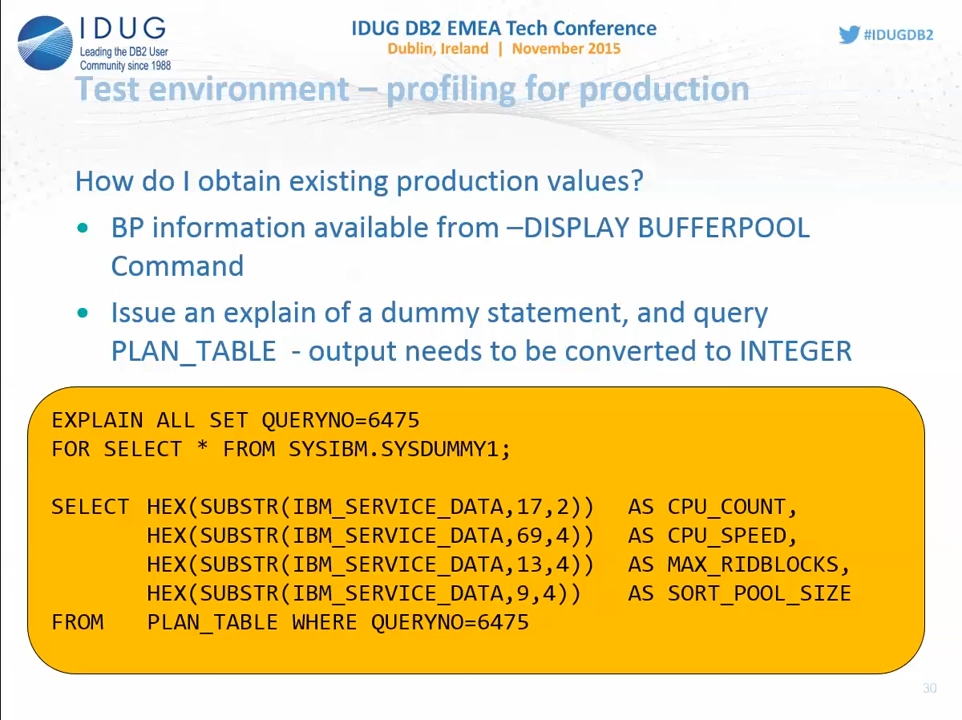 IDUG
Leading the DB2 User
Community since 1988
IDUG DB2 EMEA Tech Conference
Dublin, Ireland | November 2015
#IDUGDB2
Test environment – profiling for production
How do I obtain existing production values?
• BP information available from –DISPLAY BUFFERPOOL
Command
• Issue an explain of a dummy statement, and query
PLAN_TABLE - output needs to be converted to INTEGER
EXPLAIN ALL SET QUERYNO=6475
FOR SELECT * FROM SYSIBM.SYSDUMMY1;
SELECT HEX(SUBSTR(IBM_SERVICE_DATA,17,2)) AS CPU_COUNT,
HEX(SUBSTR(IBM_SERVICE_DATA,69,4)) AS CPU_SPEED,
HEX(SUBSTR(IBM_SERVICE_DATA,13,4)) AS MAX_RIDBLOCKS,
HEX(SUBSTR(IBM_SERVICE_DATA,9,4)) AS SORT_POOL_SIZE
FROM PLAN_TABLE WHERE QUERYNO=6475
30